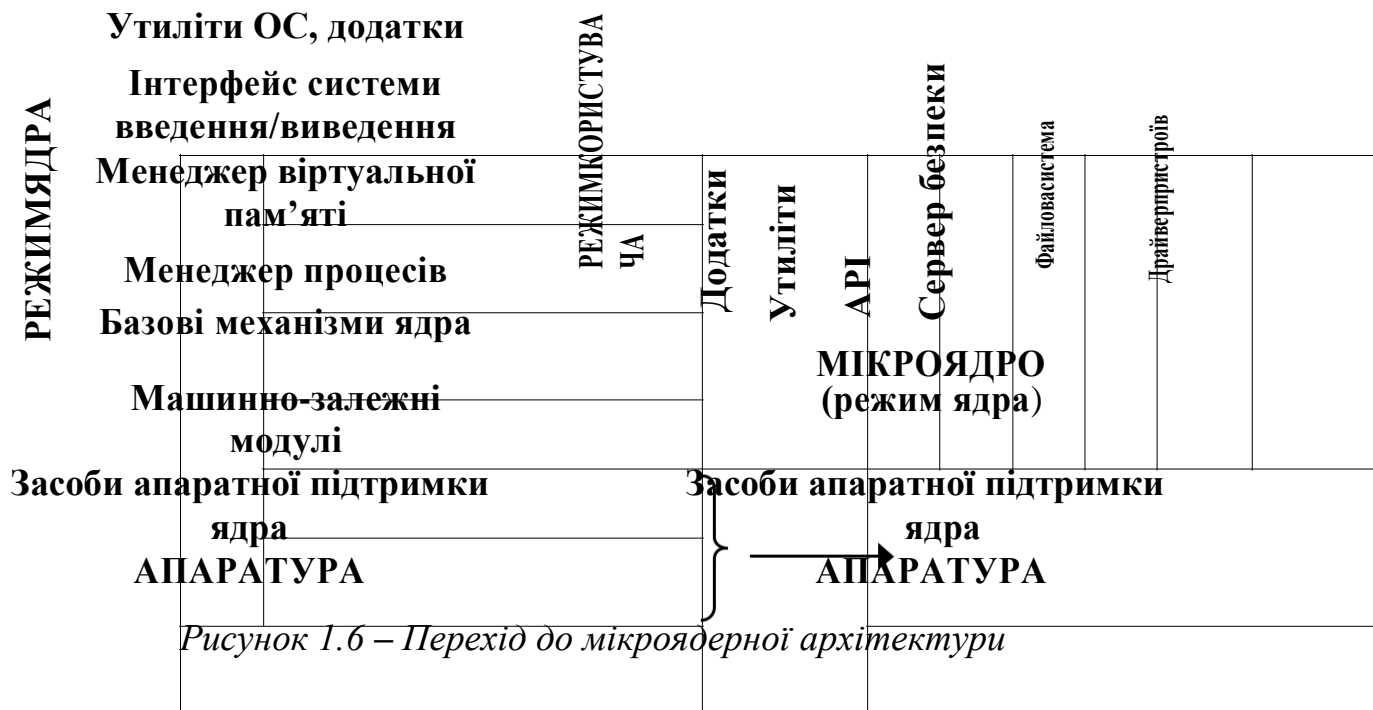 Утиліти ОС, додатки
Інтерфейс системи
введення/виведення
Менеджер віртуальної
пам’яті
Менеджер процесів
Базові механізми ядра
Машинно-залежні
модулі
Засоби апаратної підтримки
ядра
АПАРАТУРА
РЕЖИМЯДРА
РЕЖИМКОРИСТУВА
ЧА
Додатки
Утиліти
АРІ
Сервер безпеки
Файловасистема
Драйверпристроїв
МІКРОЯДРО
(режим ядра)
Засоби апаратної підтримки
ядра
АПАРАТУРА
Рисунок 1.6 – Перехід до мікроядерної архітектури